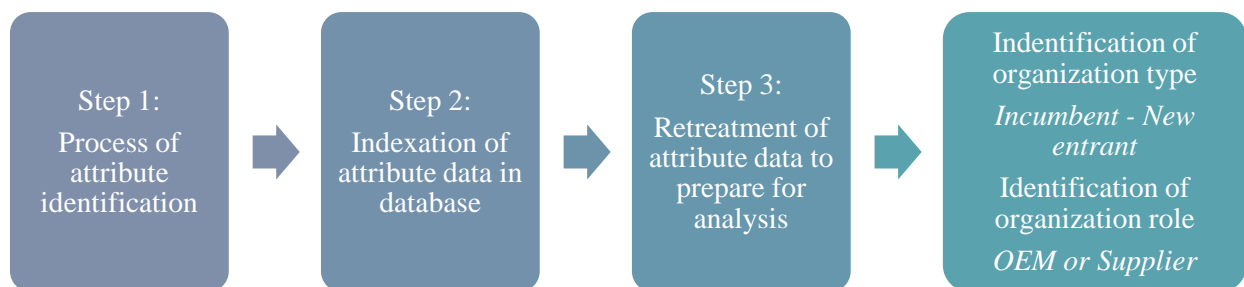 Step 1:
Process of
attribute
identification
Step 2:
Indexation of
attribute data in
database
Step 3:
Retreatment of
attribute data to
prepare for
analysis
Indentification of
organization type
Incumbent - New
entrant
Identification of
organization role
OEM or Supplier